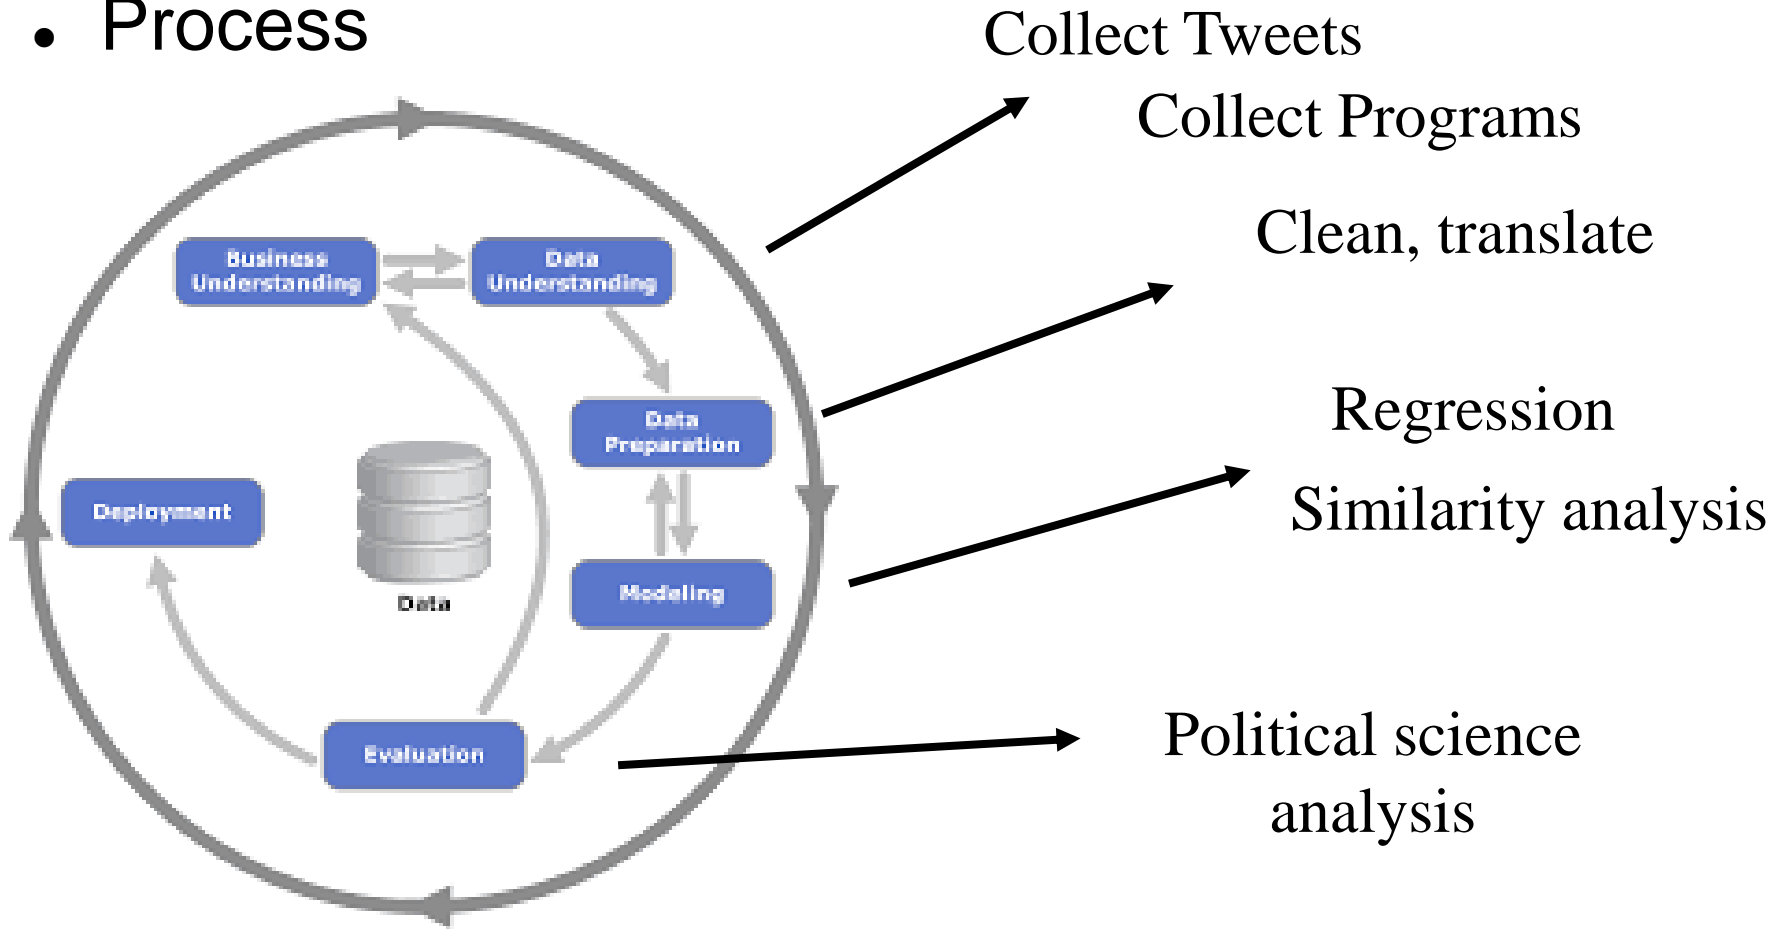 • Process
Collect Tweets
Collect Programs
Clean, translate
Business
Understanding
Data
Understanding
Data
Preparation
Regression
Similarity analysis
Deployment
Data
Modeling
Evaluation
Political science
analysis